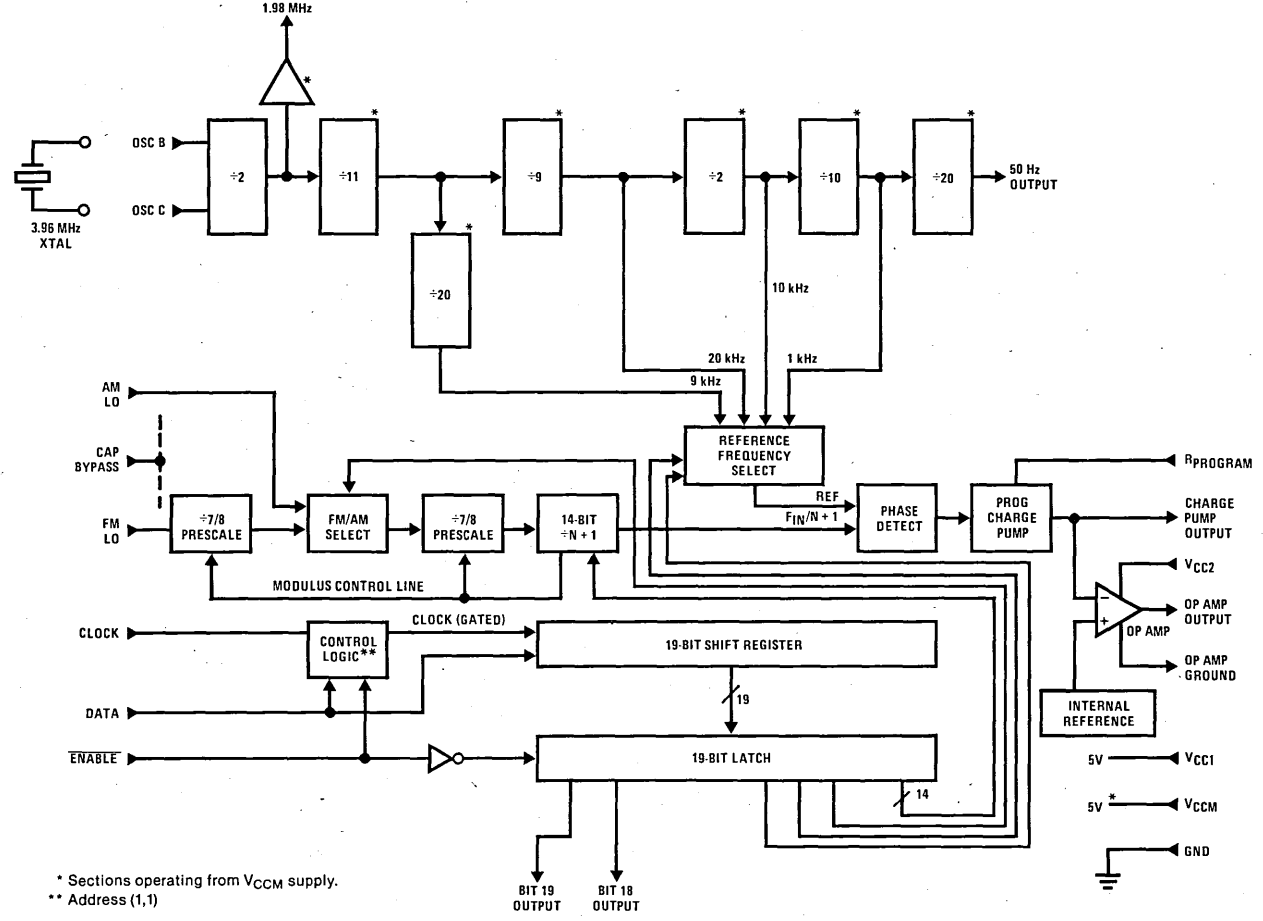 1.98 MHz
*
*
*
*
*
*
OSC B
÷2
÷11
÷9
÷2
÷10
÷20
50 Hz
OUTPUT
OSC C
3.96 MHz
XTAL
*
÷20
10 kHz
20 kHz
1 kHz
9 kHz
AM
LO
CAP
BYPASS
FM
LO
REFERENCE
FREQUENCY
SELECT
REF
FIN/N + 1
÷7/8
PRESCALE
FM/AM
SELECT
÷7/8
PRESCALE
14-BIT
÷N + 1
PHASE
DETECT
PROG
CHARGE
PUMP
RPROGRAM
CHARGE
PUMP
OUTPUT
VCC2
MODULUS CONTROL LINE
−
+
OP AMP
OP AMP
OUTPUT
OP AMP
GROUND
CLOCK
CONTROL
LOGIC**
CLOCK (GATED)
19-BIT SHIFT REGISTER
19
DATA
INTERNAL
REFERENCE
ENABLE
19-BIT LATCH
14
5V
VCC1
5V
*
VCCM
GND
BIT 19
OUTPUT
BIT 18
OUTPUT
* Sections operating from VCCM supply.
** Address (1,1)